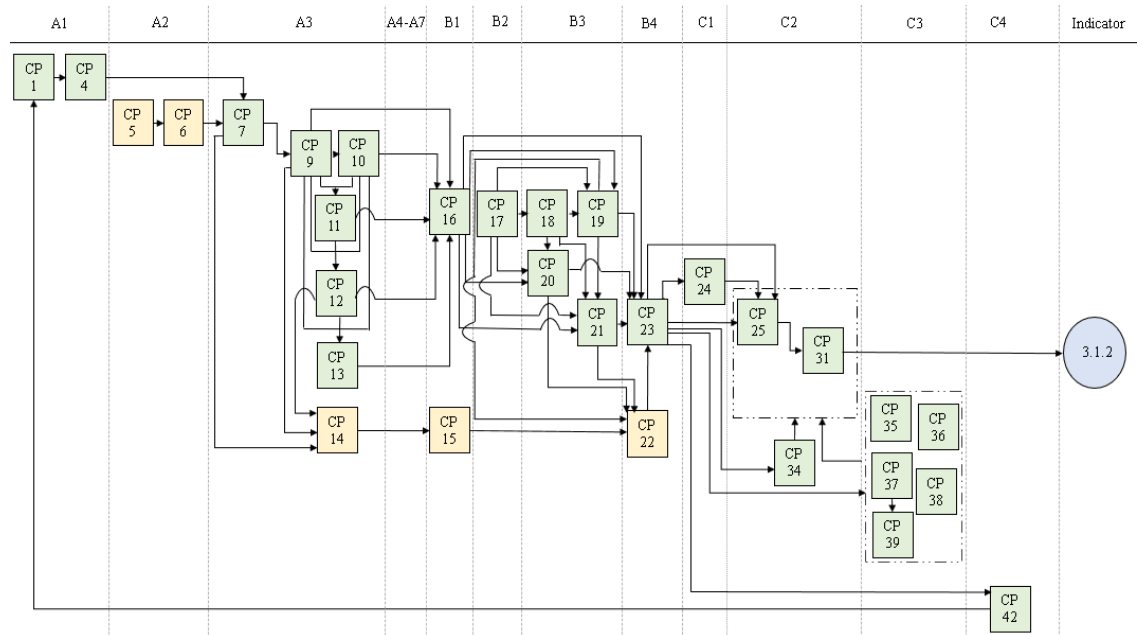 A1 A2 A3 A4-A7 B1 B2 B3 B4 C1 C2 C3 C4 Indicator
CP
1
CP
4
CP
5
CP
6
CP
7
CP
9
CP
10
CP
11
CP
12
CP
13
CP
14
CP
15
CP
16
CP
17
CP
18
CP
19
CP
20
CP
21
CP
22
CP
23
CP
24
CP
25
CP
31
3.1.2
CP
34
CP
35
CP
36
CP
37
CP
38
CP
39
CP
42